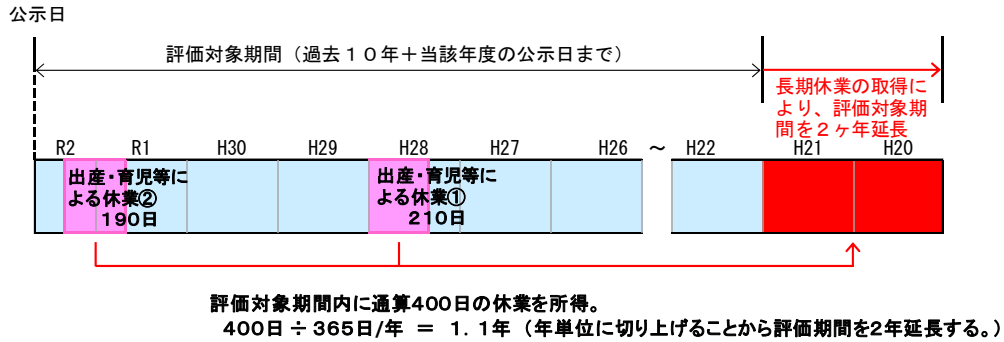 公示日
評価対象期間（過去１０年＋当該年度の公示日まで）
長期休業の取得に
より、評価対象期
間を２ヶ年延長
R2 R1 H30 H29 H28 H27 H26 ～ H22 H21 H20
出産・育児等に
よる休業②
190日
出産・育児等に
よる休業①
210日
評価対象期間内に通算400日の休業を所得。
400日÷365日/年 ＝ 1.1年（年単位に切り上げることから評価期間を2年延長する。）